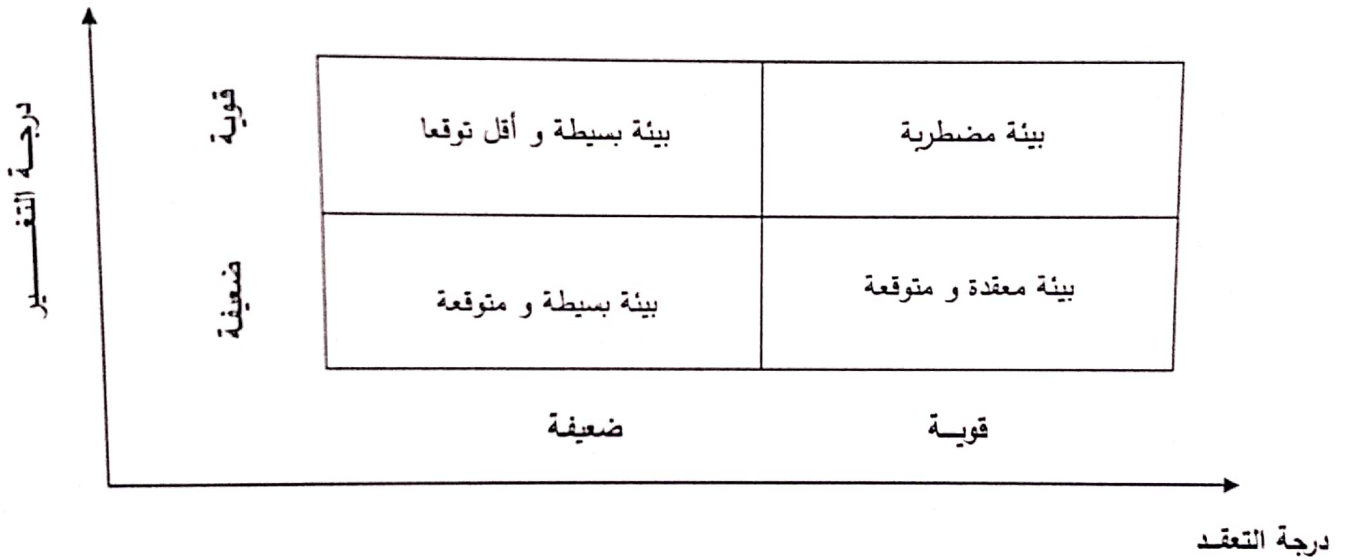 درجة التغيير
قوية
بيئة مضطربة
بيئة بسيطة و أقل توقعا
ضعيفة
بيئة معقدة و متوقعة
بيئة بسيطة و متوقعة
قوية
ضعيفة
درجة التعقد